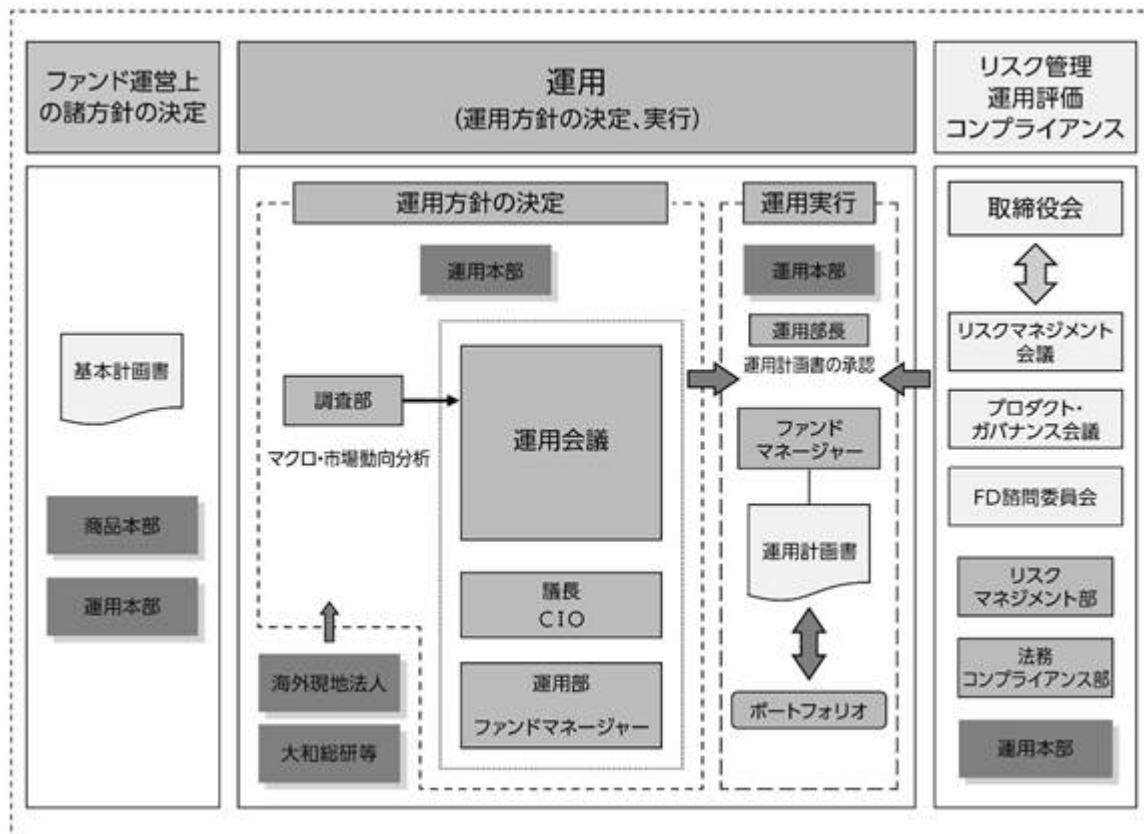 ファンド運営上
の諸方針の決定
基本計画書
商品本部
運用本部
運用
(運用方針の決定、実行)
運用方針の決定
運用本部
調査部
マクロ・市場動向分析
運用会議
議長
CIO
運用部
ファンドマネージャー
海外現地法人
大和総研等
運用実行
運用本部
運用部長
運用計画書の承認
ファンド
マネージャー
運用計画書
ポートフォリオ
リスク管理
運用評価
コンプライアンス
取締役会
リスクマネジメント
会議
プロダクト・
ガバナンス会議
FD諮問委員会
リスク
マネジメント部
法務
コンプライアンス部
運用本部